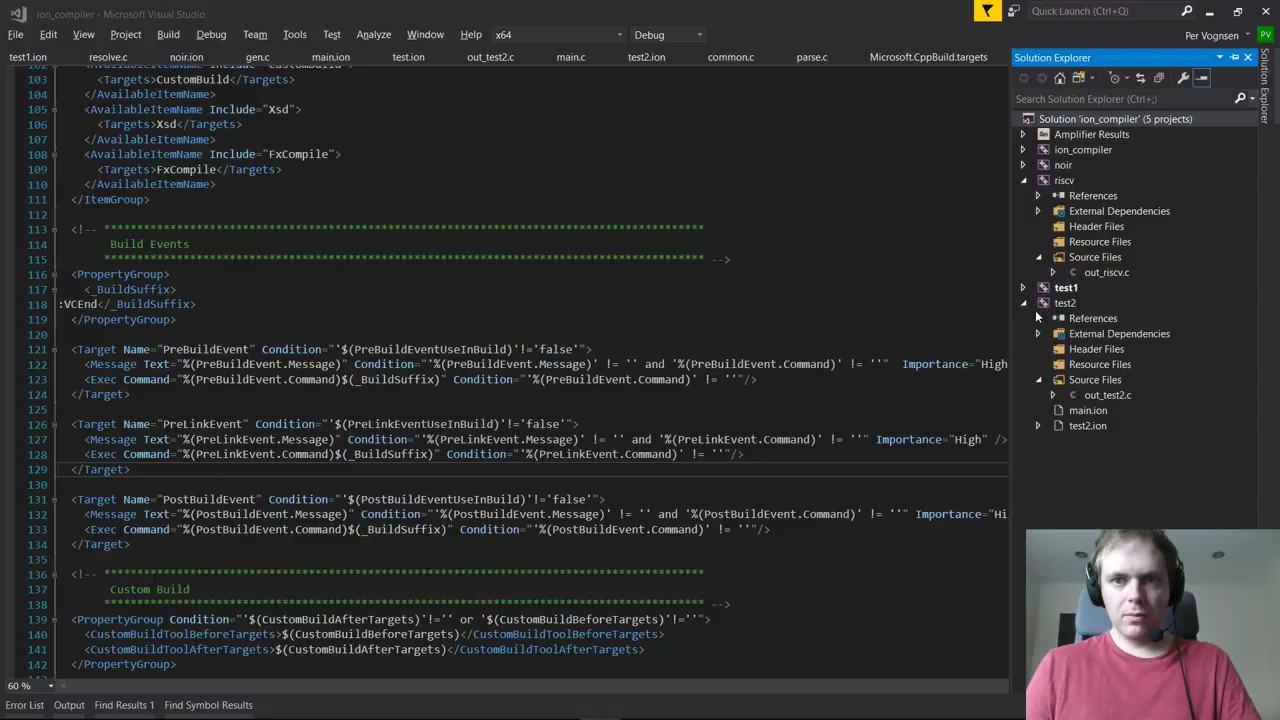 ion_compiler - Microsoft Visual Studio
Quick Launch (Ctrl+Q)
File Edit View Project Build Debug Team Tools Test Analyze Window Help x64 Debug
Per Vognsen PV
test1.ion resolve.c noir.ion gen.c main.ion test.ion out_test2.c main.c test2.ion common.c parse.c Microsoft.CppBuild.targets
103 <Targets>CustomBuild</Targets>
104 </AvailableItemName>
105 <AvailableItemName Include="Xsd">
106 <Targets>Xsd</Targets>
107 </AvailableItemName>
108 <AvailableItemName Include="FxCompile">
109 <Targets>FxCompile</Targets>
110 </AvailableItemName>
111 </ItemGroup>
112
113 <!-- *******************************************************************************************
114 Build Events
115 ******************************************************************************************* -->
116 <PropertyGroup>
117 <_BuildSuffix>
118 :VCEnd</_BuildSuffix>
119 </PropertyGroup>
120
121 <Target Name="PreBuildEvent" Condition="'$(PreBuildEventUseInBuild)'!='false'">
122 <Message Text="%(PreBuildEvent.Message)" Condition="'%(PreBuildEvent.Message)' != '' and '%(PreBuildEvent.Command)' != ''" Importance="High
123 <Exec Command="%(PreBuildEvent.Command)$(_BuildSuffix)" Condition="'%(PreBuildEvent.Command)' != ''"/>
124 </Target>
125
126 <Target Name="PreLinkEvent" Condition="'$(PreLinkEventUseInBuild)'!='false'">
127 <Message Text="%(PreLinkEvent.Message)" Condition="'%(PreLinkEvent.Message)' != '' and '%(PreLinkEvent.Command)' != ''" Importance="High" />
128 <Exec Command="%(PreLinkEvent.Command)$(_BuildSuffix)" Condition="'%(PreLinkEvent.Command)' != ''"/>
129 </Target>
130
131 <Target Name="PostBuildEvent" Condition="'$(PostBuildEventUseInBuild)'!='false'">
132 <Message Text="%(PostBuildEvent.Message)" Condition="'%(PostBuildEvent.Message)' != '' and '%(PostBuildEvent.Command)' != ''" Importance="Hi
133 <Exec Command="%(PostBuildEvent.Command)$(_BuildSuffix)" Condition="'%(PostBuildEvent.Command)' != ''"/>
134 </Target>
135
136 <!-- *******************************************************************************************
137 Custom Build
138 ******************************************************************************************* -->
139 <PropertyGroup Condition="'$(CustomBuildAfterTargets)'!='' or '$(CustomBuildBeforeTargets)'!=''">
140 <CustomBuildToolBeforeTargets>$(CustomBuildBeforeTargets)</CustomBuildToolBeforeTargets>
141 <CustomBuildToolAfterTargets>$(CustomBuildAfterTargets)</CustomBuildToolAfterTargets>
142 </PropertyGroup>
60 %
Error List Output Find Results 1 Find Symbol Results
Solution Explorer
Search Solution Explorer (Ctrl+;)
Solution 'ion_compiler' (5 projects)
Amplifier Results
ion_compiler
noir
riscv
References
External Dependencies
Header Files
Resource Files
Source Files
out_riscv.c
test1
test2
References
External Dependencies
Header Files
Resource Files
Source Files
out_test2.c
main.ion
test2.ion
Solution Explorer
Team Explorer